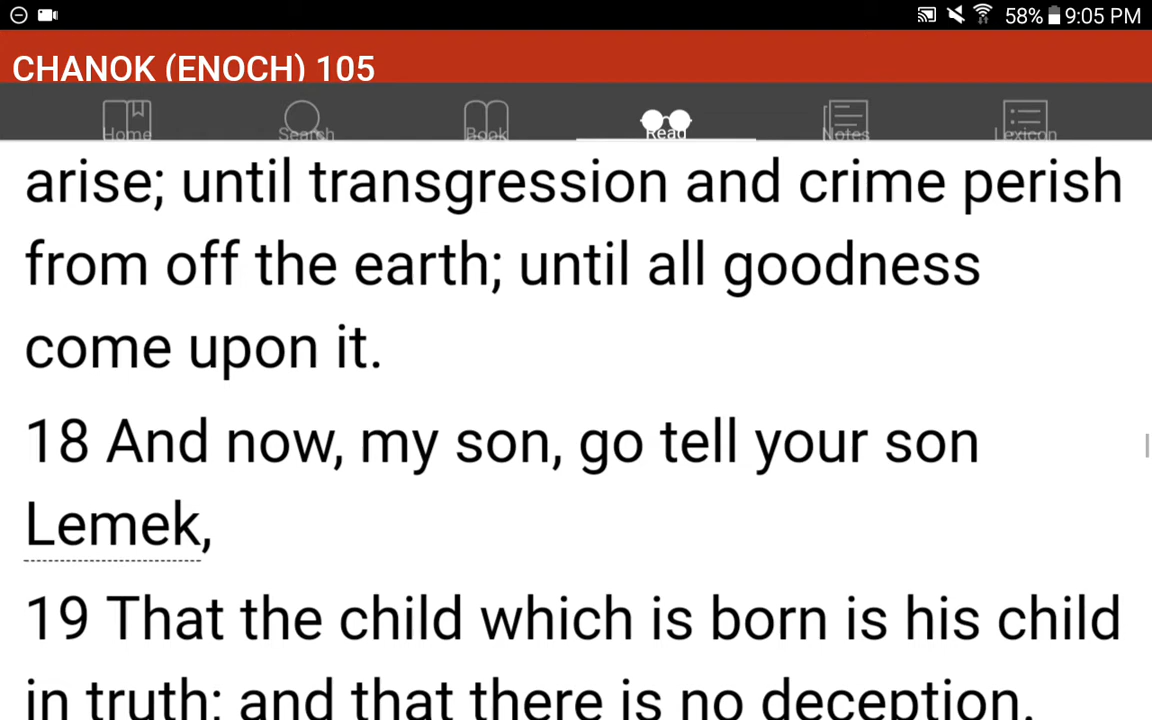 58% 9:05 PM
CHANOK (ENOCH) 105
Home Search Book Read Notes Lexicon
arise; until transgression and crime perish
from off the earth; until all goodness
come upon it.
18 And now, my son, go tell your son
Lemek,
19 That the child which is born is his child
in truth; and that there is no deception.